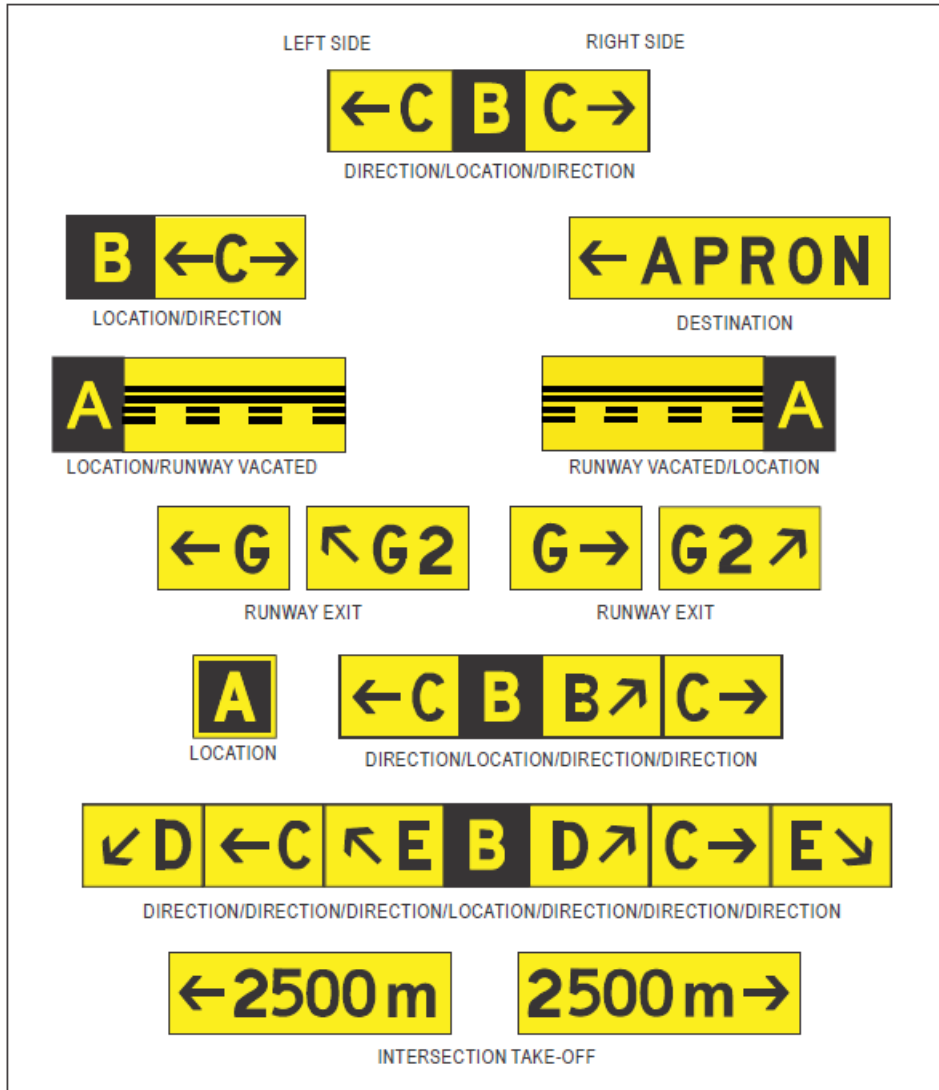 LEFT SIDE RIGHT SIDE
←C B C→
DIRECTION/LOCATION/DIRECTION
B ←C→ ←APRON
LOCATION/DIRECTION DESTINATION
A A
LOCATION/RUNWAY VACATED RUNWAY VACATED/LOCATION
←G ↖G2 G→ G2↗
RUNWAY EXIT RUNWAY EXIT
A ←C B B↗ C→
LOCATION DIRECTION/LOCATION/DIRECTION/DIRECTION
↙D ←C ↖E B D↗ C→ E↘
DIRECTION/DIRECTION/DIRECTION/LOCATION/DIRECTION/DIRECTION/DIRECTION
←2500m 2500m→
INTERSECTION TAKE-OFF